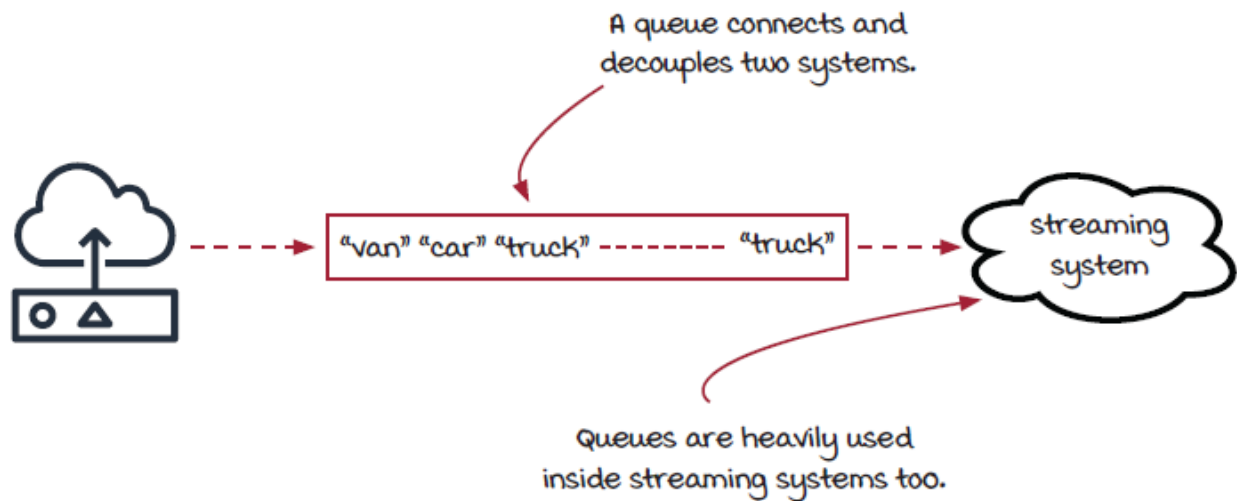 A queue connects and
decouples two systems.
“van” “car” “truck” --------- “truck”
streaming
system
Queues are heavily used
inside streaming systems too.